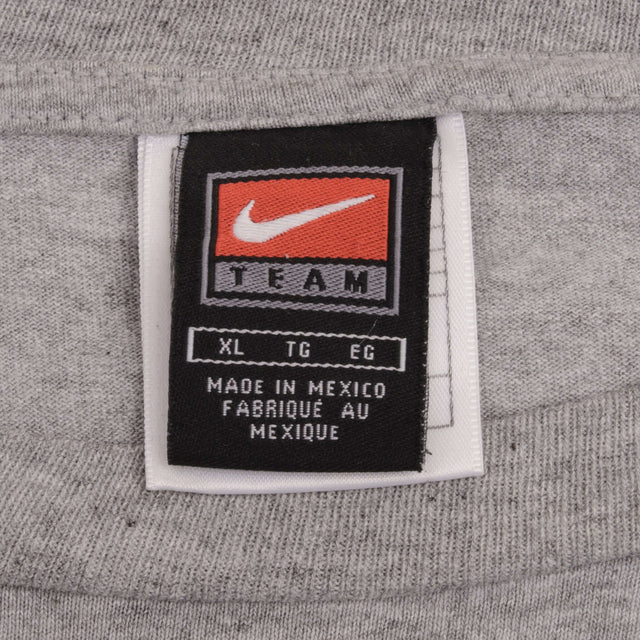 TEAM
XL TG EG
MADE IN MEXICO
FABRIQUÉ AU
MEXIQUE